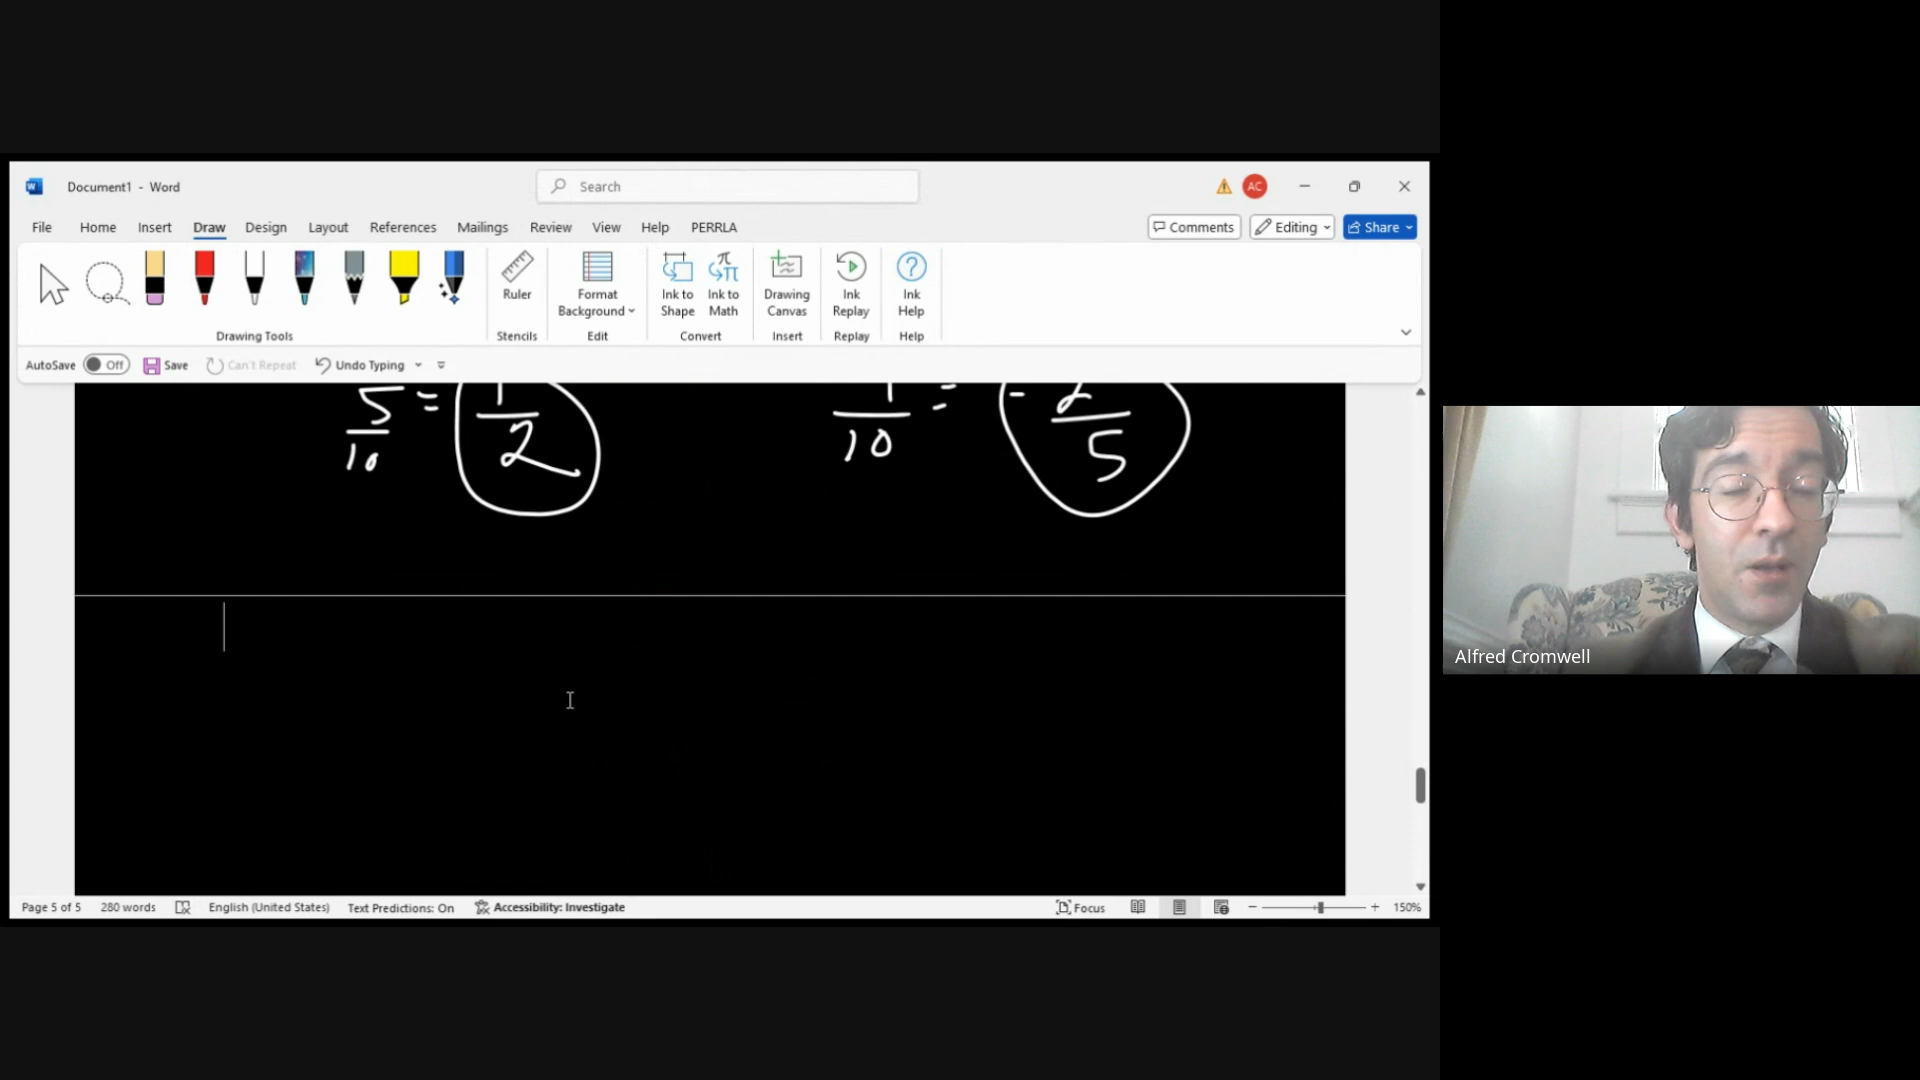 Document1 - Word
Search
AC
File Home Insert Draw Design Layout References Mailings Review View Help PERRLA
Comments Editing Share
Ruler
Format Background
Ink to Shape
Ink to Math
Drawing Canvas
Ink Replay
Ink Help
Drawing Tools Stencils Edit Convert Insert Replay Help
AutoSave Off Save Can't Repeat Undo Typing
5/10 = 1/2
1/10 = -2/5
Alfred Cromwell
Page 5 of 5 280 words English (United States) Text Predictions: On Accessibility: Investigate Focus 150%